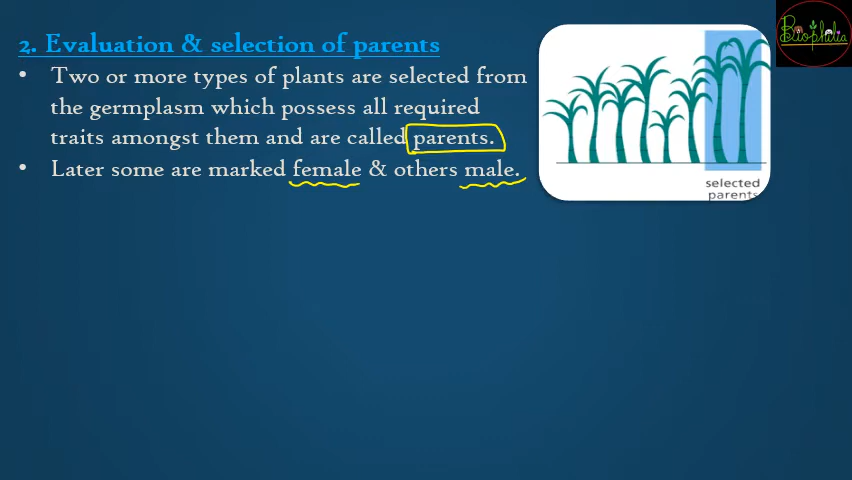 2. Evaluation & selection of parents
• Two or more types of plants are selected from
the germplasm which possess all required
traits amongst them and are called parents.
• Later some are marked female & others male.
selected
parents
Biophilia